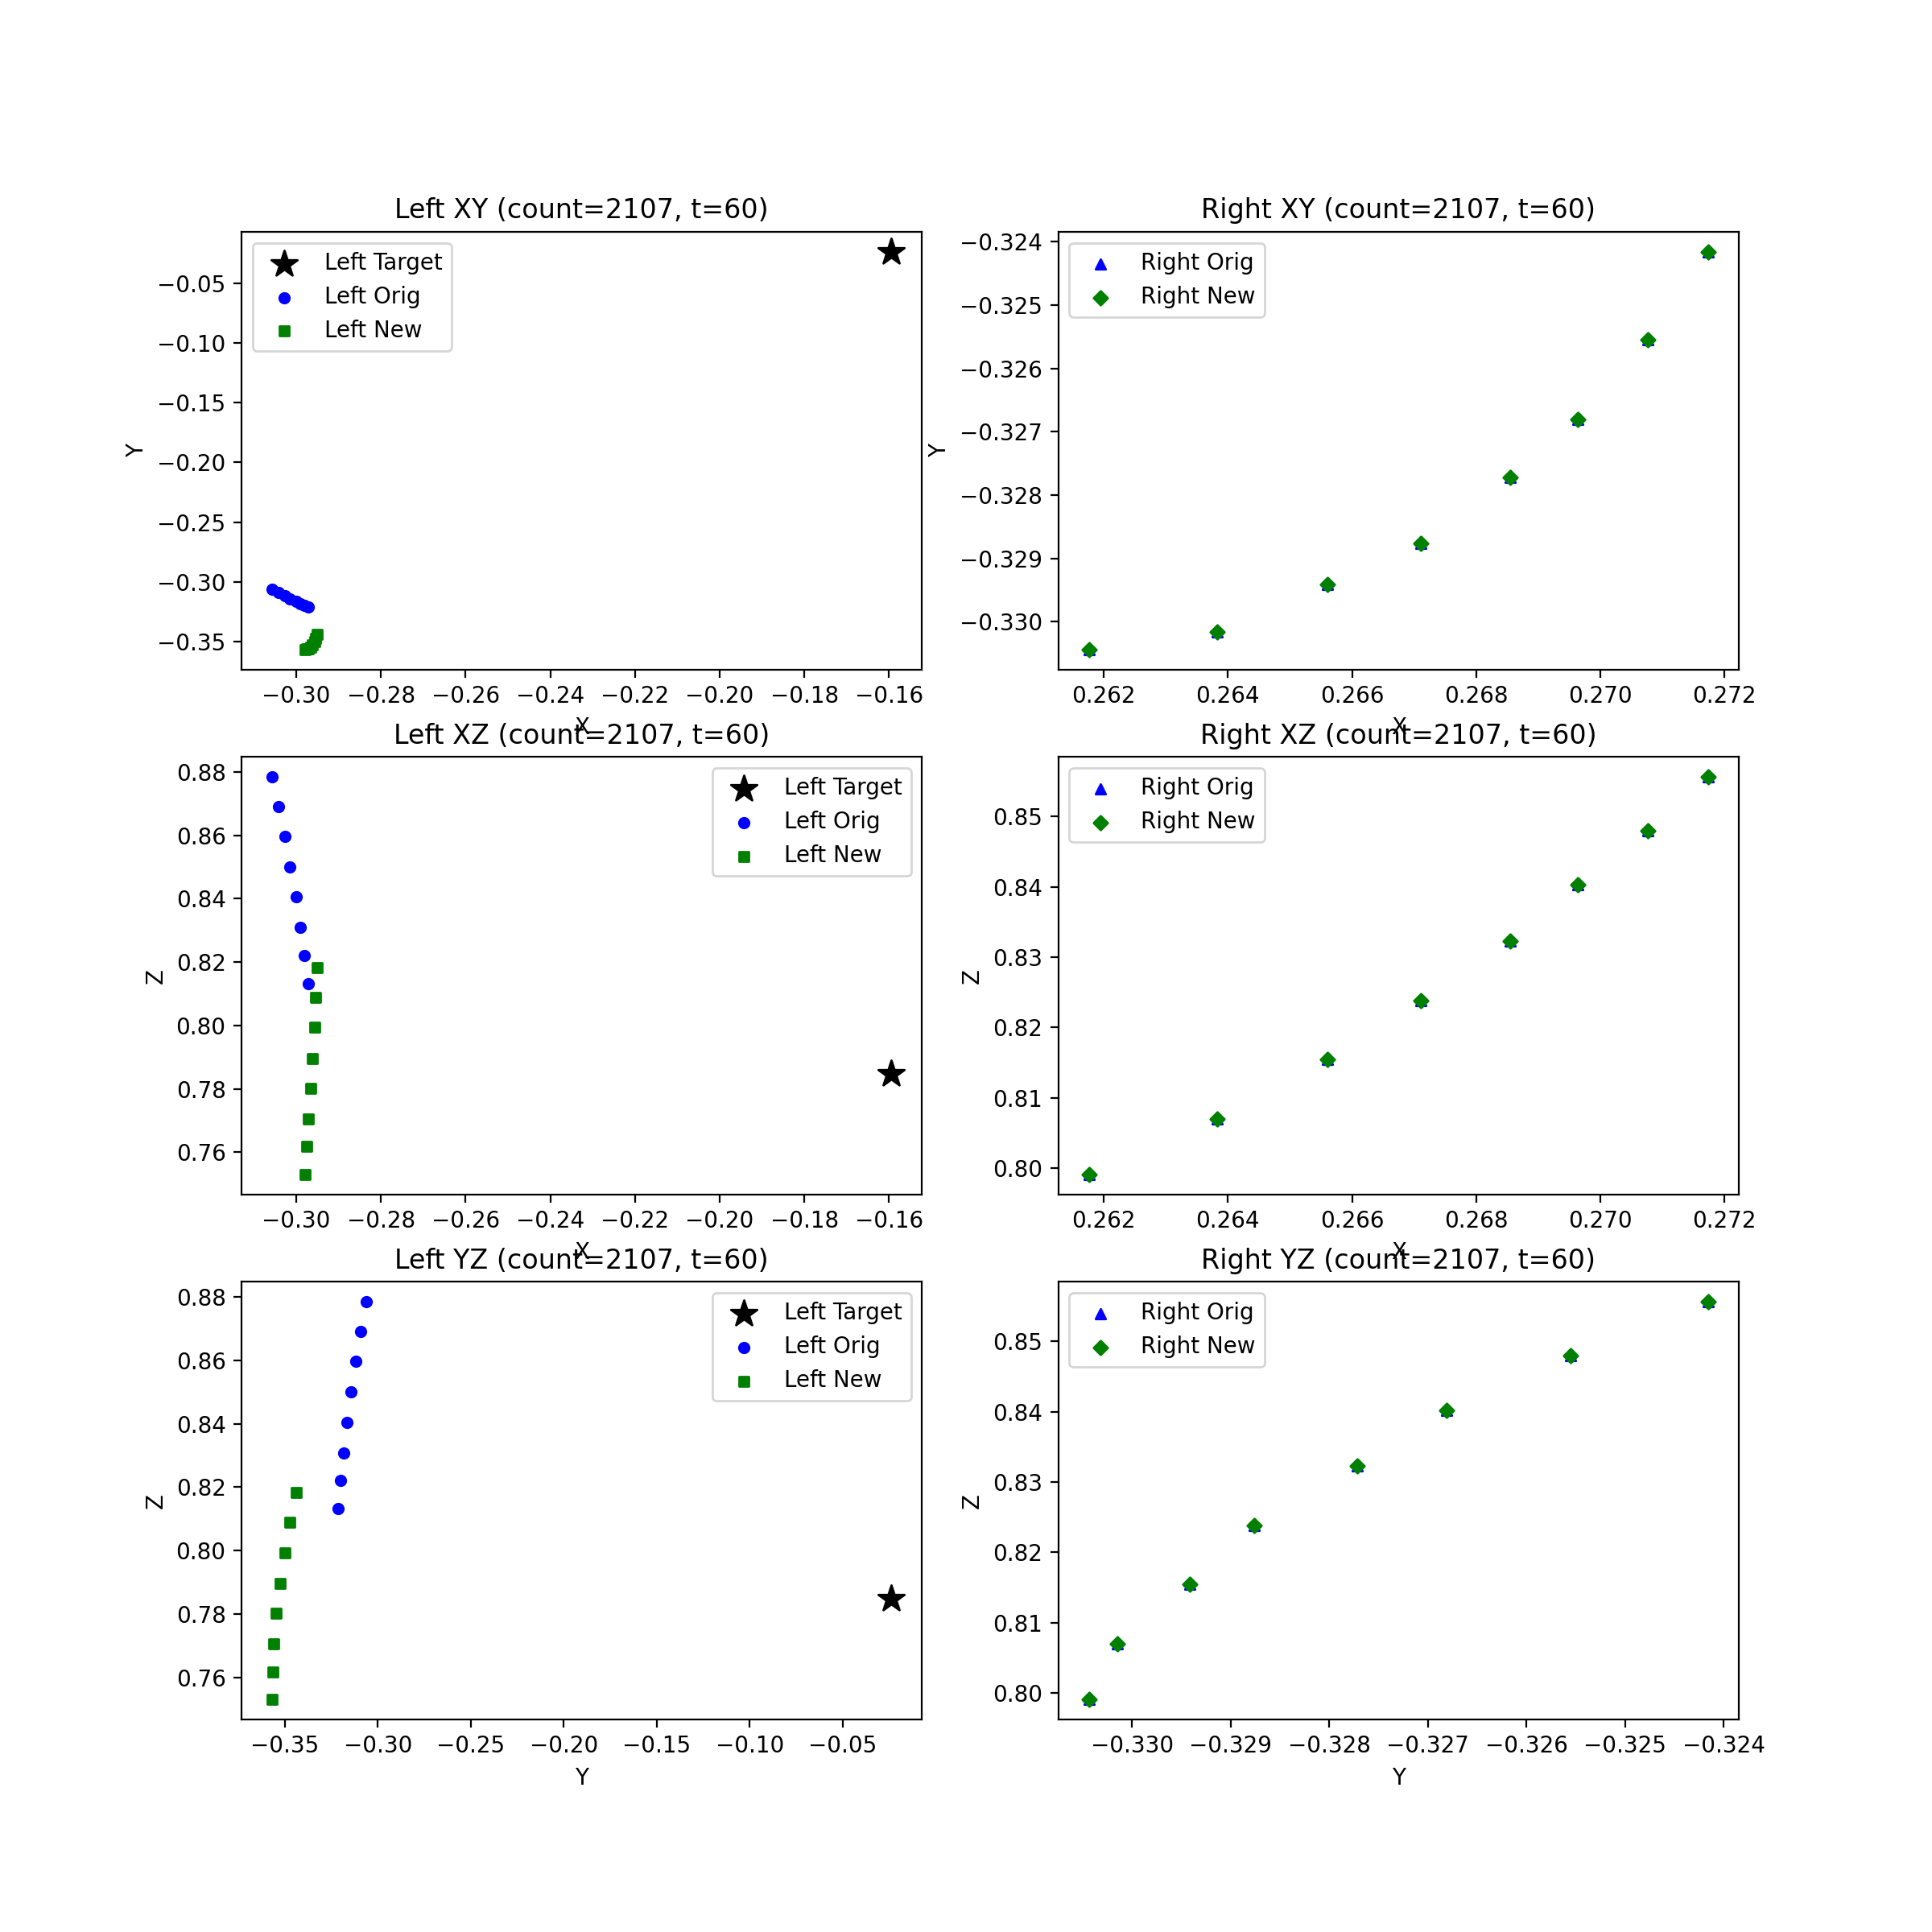 Left XY (count=2107, t=60)
Left Target
Left Orig
Left New
Y
−0.05
−0.10
−0.15
−0.20
−0.25
−0.30
−0.35
−0.30 −0.28 −0.26 −0.24 −0.22 −0.20 −0.18 −0.16
X
Right XY (count=2107, t=60)
Right Orig
Right New
Y
−0.324
−0.325
−0.326
−0.327
−0.328
−0.329
−0.330
0.262 0.264 0.266 0.268 0.270 0.272
X
Left XZ (count=2107, t=60)
Left Target
Left Orig
Left New
Z
0.88
0.86
0.84
0.82
0.80
0.78
0.76
−0.30 −0.28 −0.26 −0.24 −0.22 −0.20 −0.18 −0.16
X
Right XZ (count=2107, t=60)
Right Orig
Right New
Z
0.85
0.84
0.83
0.82
0.81
0.80
0.262 0.264 0.266 0.268 0.270 0.272
X
Left YZ (count=2107, t=60)
Left Target
Left Orig
Left New
Z
0.88
0.86
0.84
0.82
0.80
0.78
0.76
−0.35 −0.30 −0.25 −0.20 −0.15 −0.10 −0.05
Y
Right YZ (count=2107, t=60)
Right Orig
Right New
Z
0.85
0.84
0.83
0.82
0.81
0.80
−0.330 −0.329 −0.328 −0.327 −0.326 −0.325 −0.324
Y